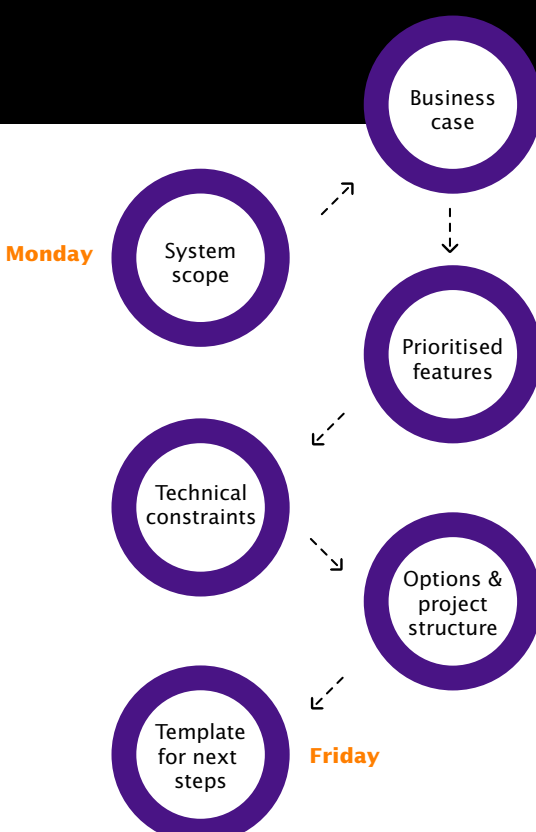 Business
case
Monday
System
scope
Prioritised
features
Technical
constraints
Options &
project
structure
Template
for next
steps
Friday